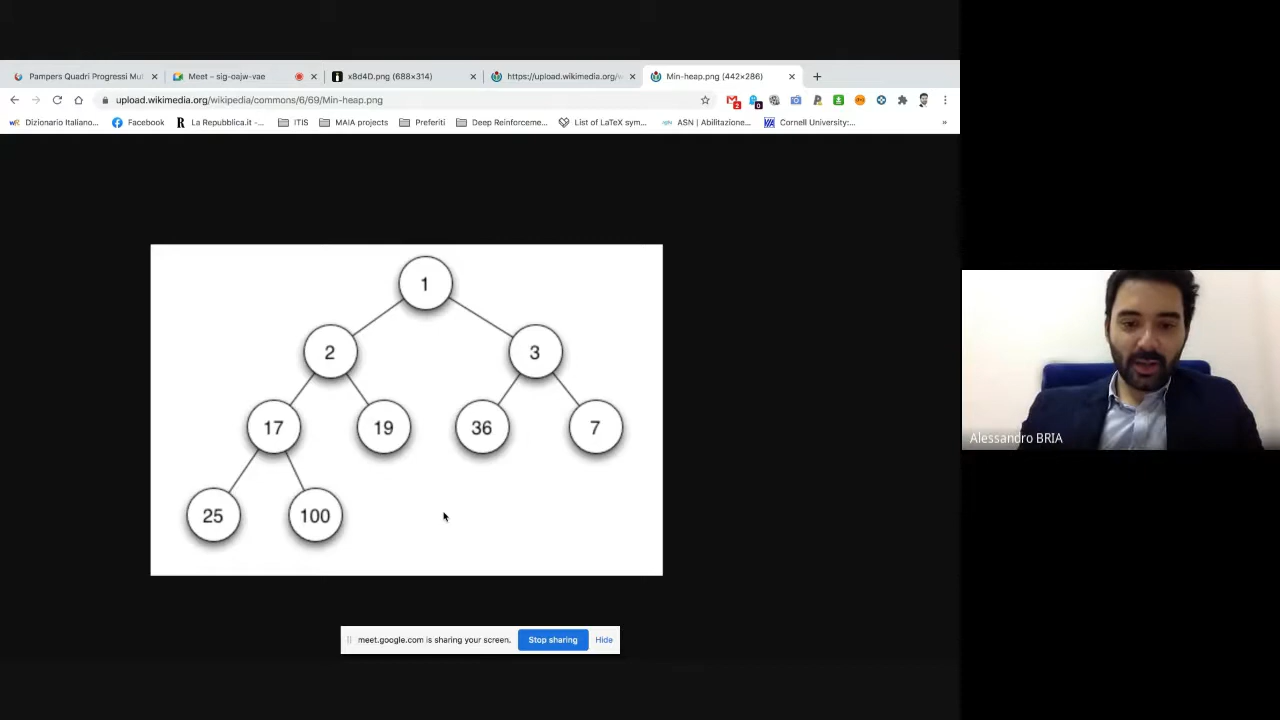 Pampers Quadri Progressi Mut
Meet – sig-oajw-vae
x8d4D.png (688×314)
https://upload.wikimedia.org/w
Min-heap.png (442×286)
upload.wikimedia.org/wikipedia/commons/6/69/Min-heap.png
Dizionario Italiano...
Facebook
La Repubblica.it -...
ITIS
MAIA projects
Preferiti
Deep Reinforceme...
List of LaTeX sym...
ASN | Abilitazione...
Cornell University:...
»
1
2
3
17
19
36
7
25
100
Alessandro BRIA
meet.google.com is sharing your screen.
Stop sharing
Hide